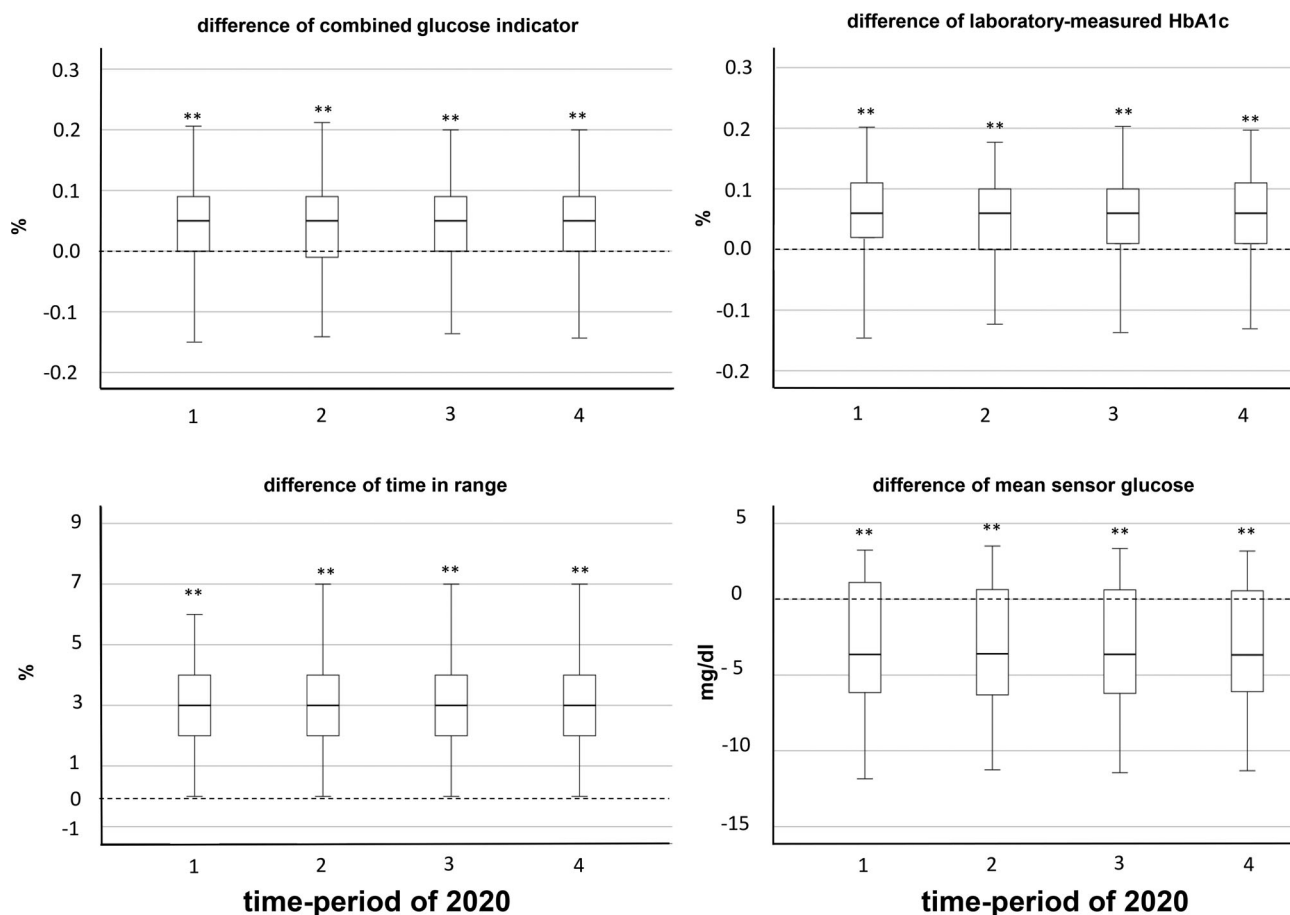 difference of combined glucose indicator
0.3
0.2
0.1
0.0
-0.1
-0.2
%
** ** ** **
1 2 3 4
difference of laboratory-measured HbA1c
0.3
0.2
0.1
0.0
-0.1
-0.2
%
** ** ** **
1 2 3 4
difference of time in range
9
7
5
3
1
0
-1
%
** ** ** **
1 2 3 4
time-period of 2020
difference of mean sensor glucose
5
0
- 5
-10
-15
mg/dl
** ** ** **
1 2 3 4
time-period of 2020